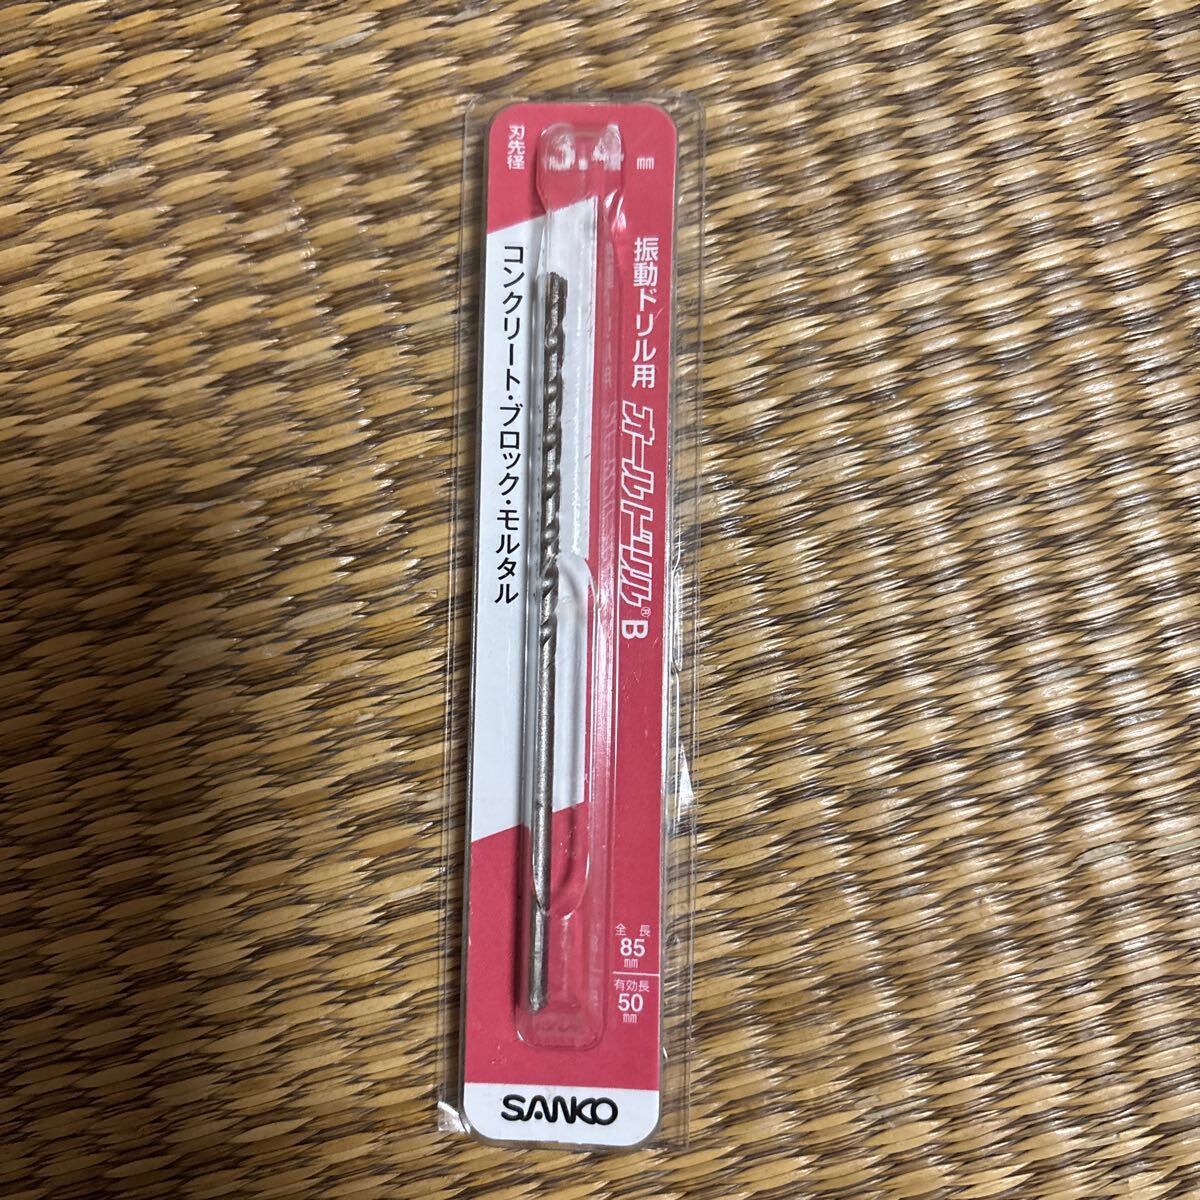 刃先径
3.4 mm
振動ドリル用 オールドリル® B
コンクリート・ブロック・モルタル
全長
85
mm
有効長
50
mm
SANKO